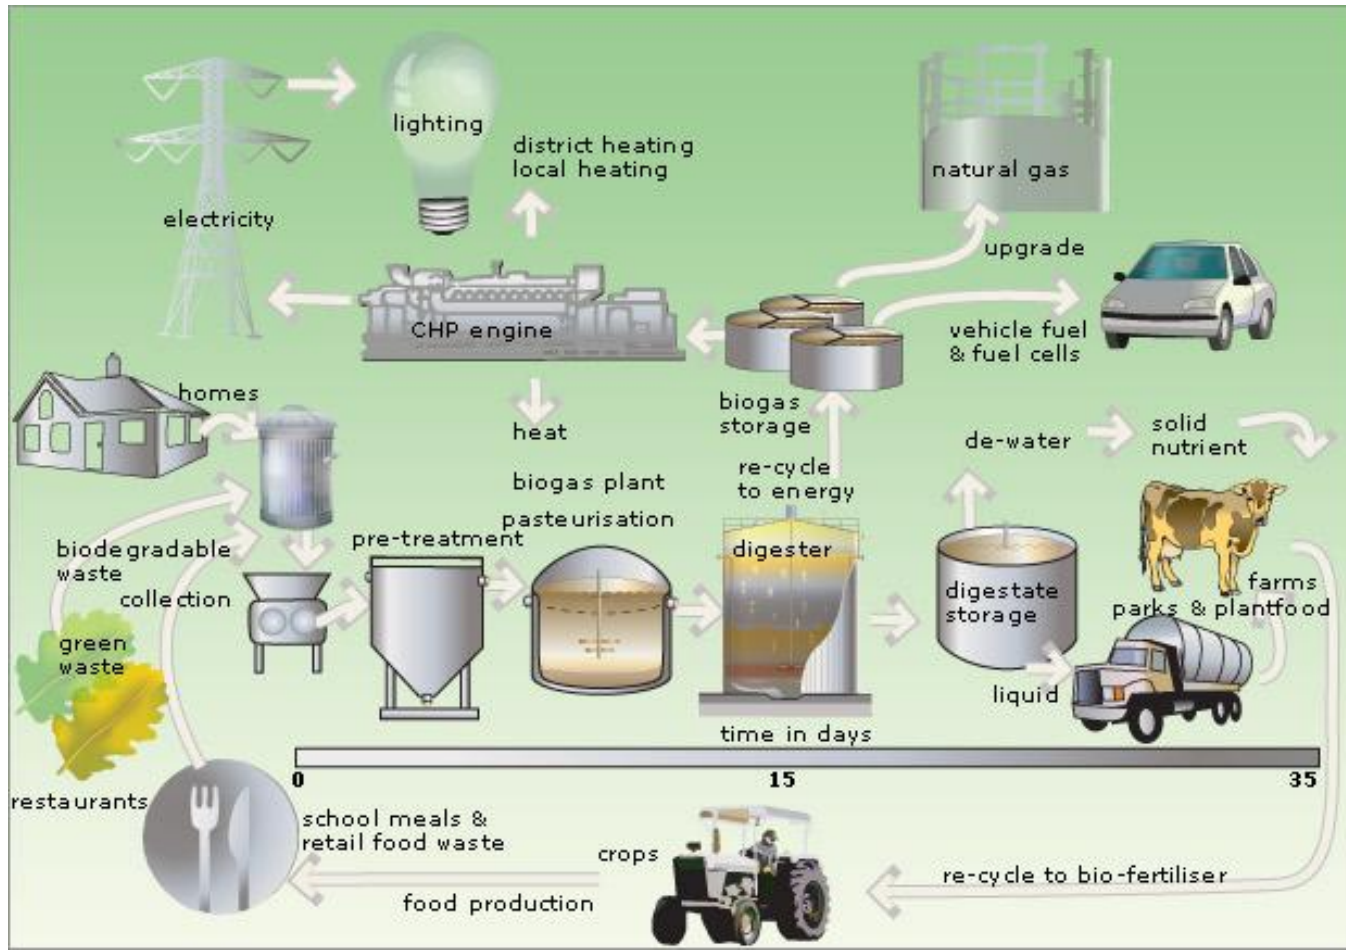 lighting
district heating
local heating
natural gas
electricity
upgrade
CHP engine
vehicle fuel
& fuel cells
homes
biogas
storage
heat
de-water
solid
nutrient
re-cycle
to energy
biogas plant
pasteurisation
pre-treatment
digester
biodegradable
waste
collection
digestate
storage
farms
parks & plantfood
green
waste
liquid
time in days
0
15
35
restaurants
school meals &
retail food waste
crops
re-cycle to bio-fertiliser
food production